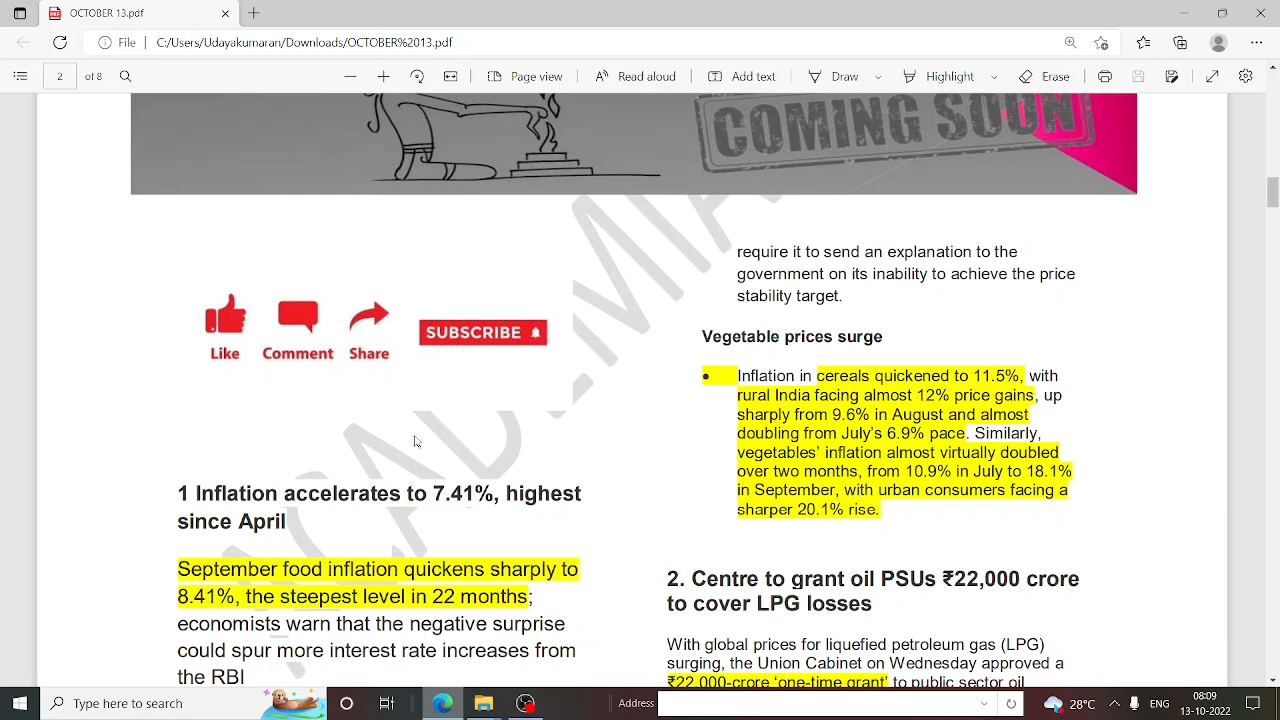 OCTOBER 13.pdf
File
C:/Users/Udayakumaran/Downloads/OCTOBER%2013.pdf
2 of 8
Page view
Read aloud
Add text
Draw
Highlight
Erase
COMING SOON
Like Comment Share
SUBSCRIBE
1 Inflation accelerates to 7.41%, highest
since April
September food inflation quickens sharply to
8.41%, the steepest level in 22 months;
economists warn that the negative surprise
could spur more interest rate increases from
the RBI
require it to send an explanation to the
government on its inability to achieve the price
stability target.
Vegetable prices surge
• Inflation in cereals quickened to 11.5%, with
rural India facing almost 12% price gains, up
sharply from 9.6% in August and almost
doubling from July's 6.9% pace. Similarly,
vegetables' inflation almost virtually doubled
over two months, from 10.9% in July to 18.1%
in September, with urban consumers facing a
sharper 20.1% rise.
2. Centre to grant oil PSUs ₹22,000 crore
to cover LPG losses
With global prices for liquefied petroleum gas (LPG)
surging, the Union Cabinet on Wednesday approved a
₹22,000-crore 'one-time grant' to public sector oil
Type here to search
Address
28°C
ENG
08:09
13-10-2022